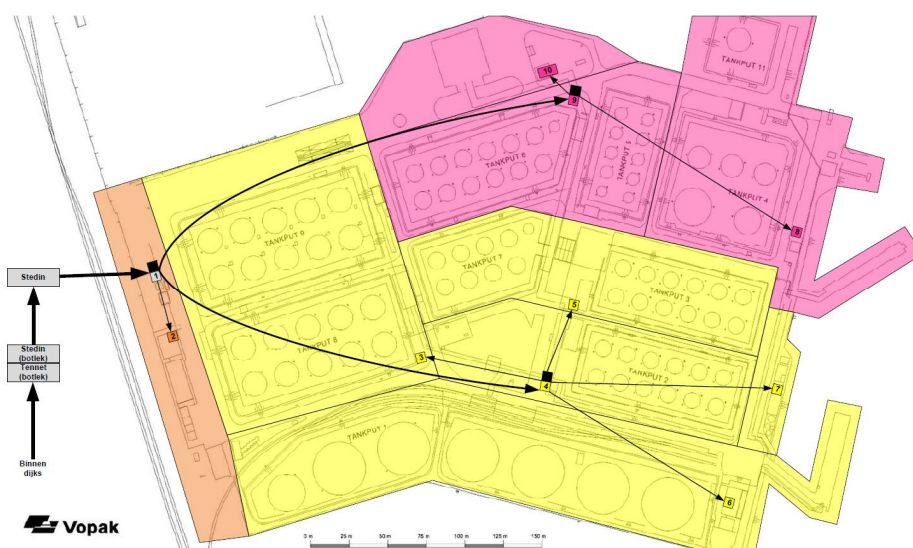 TANKPUT 11
10
9
TANKPUT 6
TANKPUT 5
TANKPUT 4
8
TANKPUT 9
TANKPUT 7
TANKPUT 3
1
Stedin
2
5
TANKPUT 8
3
Stedin
(botlek)
Tennet
(botlek)
4
TANKPUT 2
7
TANKPUT 1
Binnen
dijks
6
Vopak
25 m
50 m
75 m
100 m
125 m
150 m